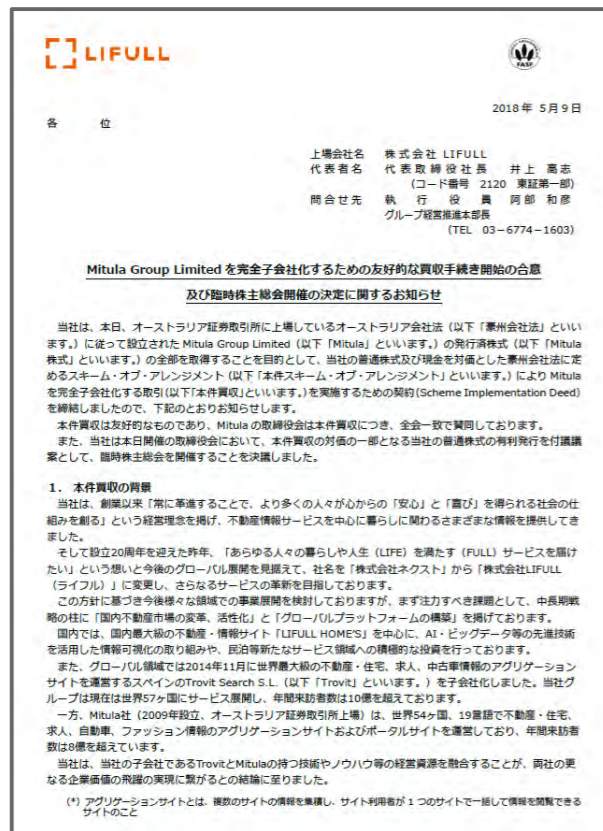 LIFULL
FASF
2018年 5月9日
各　　位
上場会社名　株式会社 LIFULL
代表者名　代表取締役社長　井上 高志
(コード番号　2120　東証第一部)
問合せ先　執行役員　阿部 和彦
グループ経営推進本部長
(TEL　03－6774－1603)
Mitula Group Limited を完全子会社化するための友好的な買収手続き開始の合意
及び臨時株主総会開催の決定に関するお知らせ
当社は、本日、オーストラリア証券取引所に上場しているオーストラリア会社法（以下「豪州会社法」といい
ます。）に従って設立された Mitula Group Limited（以下「Mitula」といいます。）の発行済株式（以下「Mitula
株式」といいます。）の全部を取得することを目的として、当社の普通株式及び現金を対価とした豪州会社法に定
めるスキーム・オブ・アレンジメント（以下「本件スキーム・オブ・アレンジメント」といいます。）により Mitula
を完全子会社化する取引（以下「本件買収」といいます。）を実施するための契約（Scheme Implementation Deed）
を締結しましたので、下記のとおりお知らせします。
本件買収は友好的なものであり、Mitula の取締役会は本件買収につき、全会一致で賛同しております。
また、当社は本日開催の取締役会において、本件買収の対価の一部となる当社の普通株式の有利発行を付議議
案として、臨時株主総会を開催することを決議しました。
1. 本件買収の背景
当社は、創業以来「常に革進することで、より多くの人々が心からの「安心」と「喜び」を得られる社会の仕
組みを創る」という経営理念を掲げ、不動産情報サービスを中心に暮らしに関わるさまざまな情報を提供してき
ました。
そして設立20周年を迎えた昨年、「あらゆる人々の暮らしや人生（LIFE）を満たす（FULL）サービスを届け
たい」という想いと今後のグローバル展開を見据えて、社名を「株式会社ネクスト」から「株式会社LIFULL
（ライフル）」に変更し、さらなるサービスの革新を目指しております。
この方針に基づき今後様々な領域での事業展開を検討しておりますが、まず注力すべき課題として、中長期戦
略の柱に「国内不動産市場の変革、活性化」と「グローバルプラットフォームの構築」を掲げております。
国内では、国内最大級の不動産・情報サイト「LIFULL HOME'S」を中心に、AI・ビッグデータ等の先進技術
を活用した情報可視化の取り組みや、民泊等新たなサービス領域への積極的な投資を行っております。
また、グローバル領域では2014年11月に世界最大級の不動産・住宅、求人、中古車情報のアグリゲーション
サイトを運営するスペインのTrovit Search S.L.（以下「Trovit」といいます。）を子会社化しました。当社グ
ループは現在は世界57ヶ国にサービス展開し、年間来訪者数は10億を超えております。
一方、Mitula社（2009年設立、オーストラリア証券取引所上場）は、世界54ヶ国、19言語で不動産・住宅、
求人、自動車、ファッション情報のアグリゲーションサイトおよびポータルサイトを運営しており、年間来訪者
数は8億を超えています。
当社は、当社の子会社であるTrovitとMitulaの持つ技術やノウハウ等の経営資源を融合することが、両社の更
なる企業価値の飛躍の実現に繋がるとの結論に至りました。
(*) アグリゲーションサイトとは、複数のサイトの情報を集積し、サイト利用者が 1 つのサイトで一括して情報を閲覧できる
サイトのこと